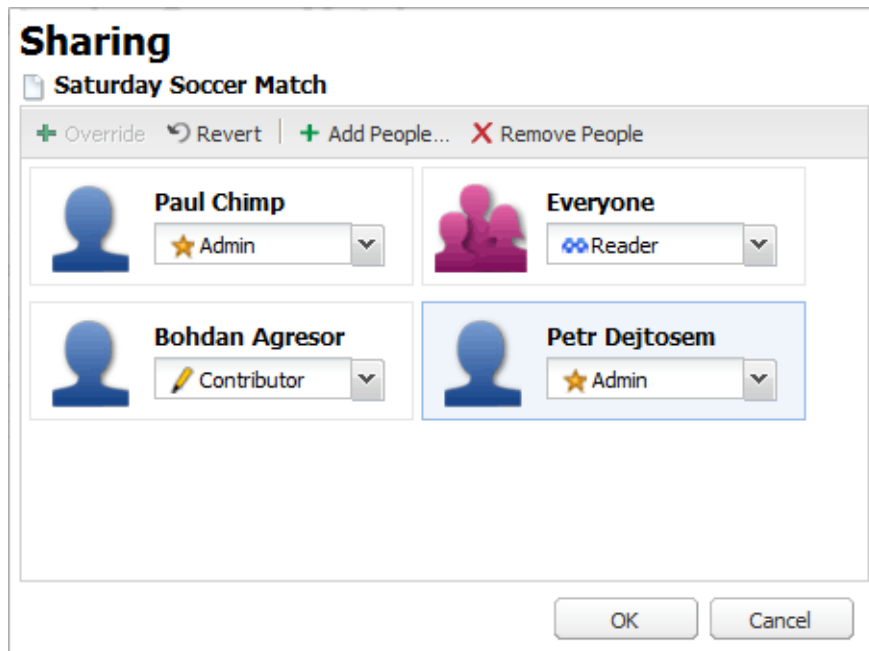 Sharing
Saturday Soccer Match
Override Revert Add People... Remove People
Paul Chimp
Admin
Everyone
Reader
Bohdan Agresor
Contributor
Petr Dejtosem
Admin
OK Cancel